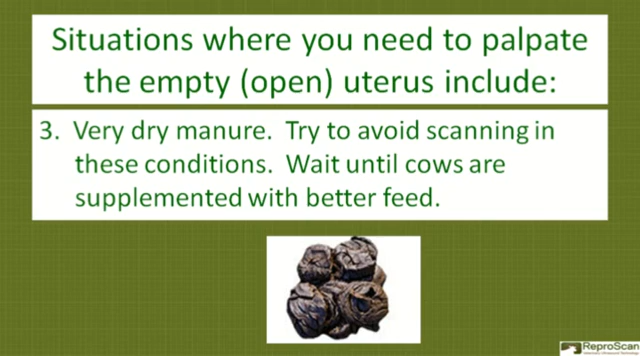 Situations where you need to palpate
the empty (open) uterus include:
3. Very dry manure. Try to avoid scanning in
these conditions. Wait until cows are
supplemented with better feed.
ReproScan